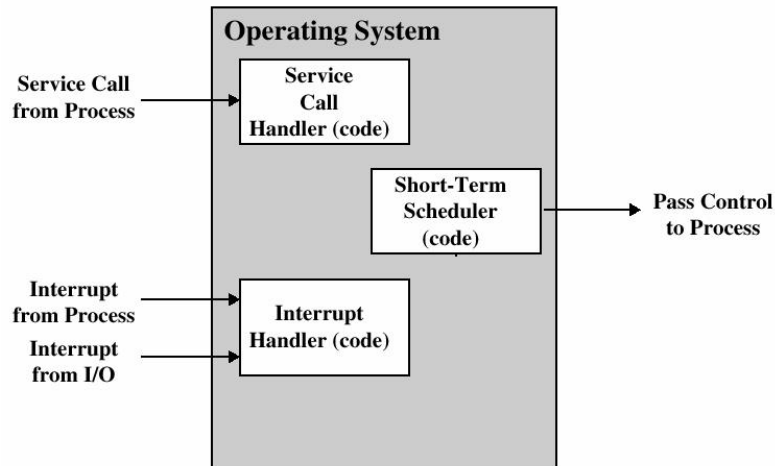 Operating System
Service Call
from Process
Service
Call
Handler (code)
Short-Term
Scheduler
(code)
Pass Control
to Process
Interrupt
from Process
Interrupt
from I/O
Interrupt
Handler (code)